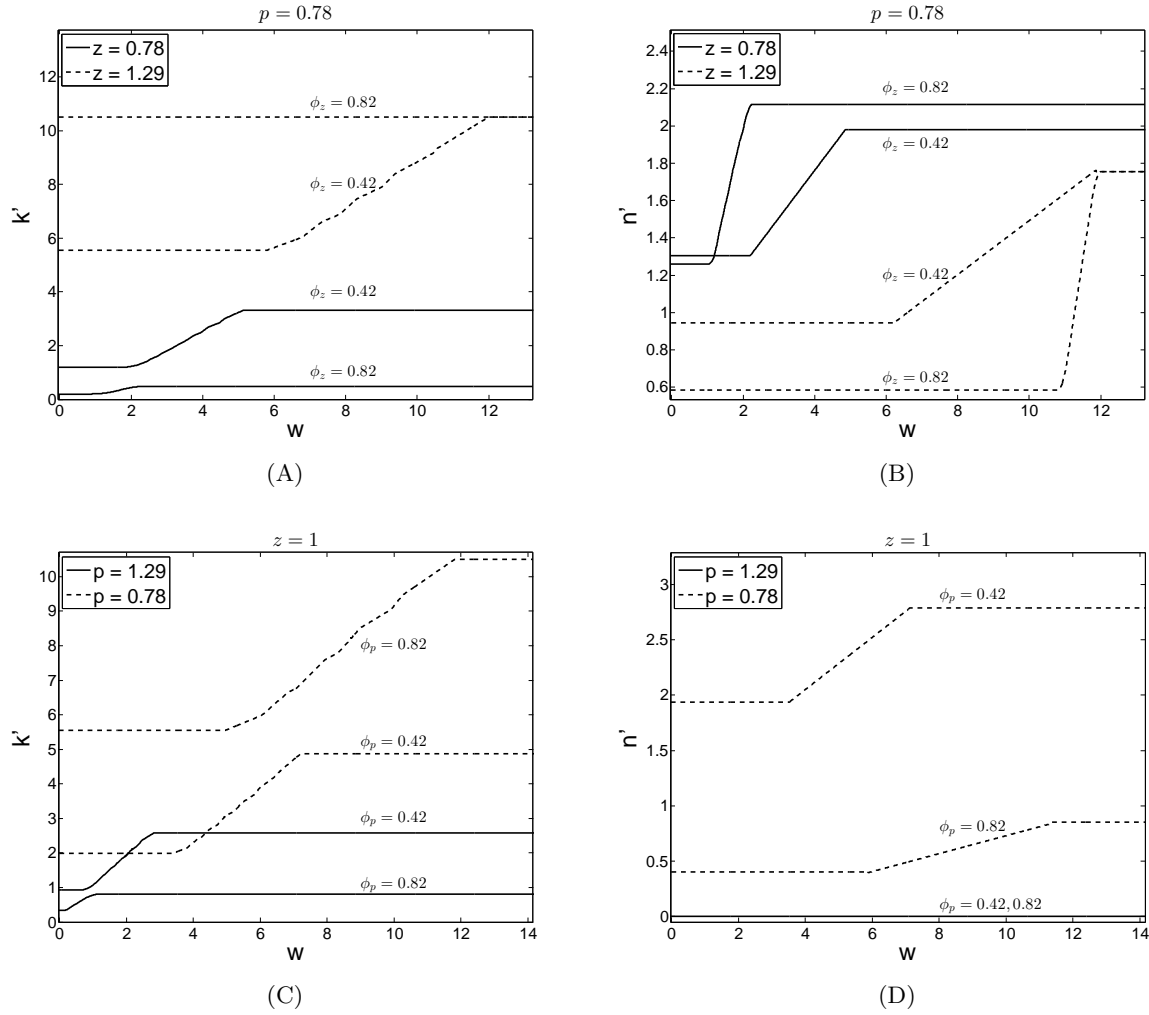 p = 0.78
z = 0.78
z = 1.29
ϕz = 0.82
ϕz = 0.42
ϕz = 0.42
ϕz = 0.82
k'
12
10
8
6
4
2
0
0 2 4 6 8 10 12
w
(A)
p = 0.78
z = 0.78
z = 1.29
ϕz = 0.82
ϕz = 0.42
ϕz = 0.42
ϕz = 0.82
n'
2.4
2.2
2
1.8
1.6
1.4
1.2
1
0.8
0.6
0 2 4 6 8 10 12
w
(B)
z = 1
p = 1.29
p = 0.78
ϕp = 0.82
ϕp = 0.42
ϕp = 0.42
ϕp = 0.82
k'
10
9
8
7
6
5
4
3
2
1
0
0 2 4 6 8 10 12 14
w
(C)
z = 1
p = 1.29
p = 0.78
ϕp = 0.42
ϕp = 0.82
ϕp = 0.42, 0.82
n'
3
2.5
2
1.5
1
0.5
0
0 2 4 6 8 10 12 14
w
(D)